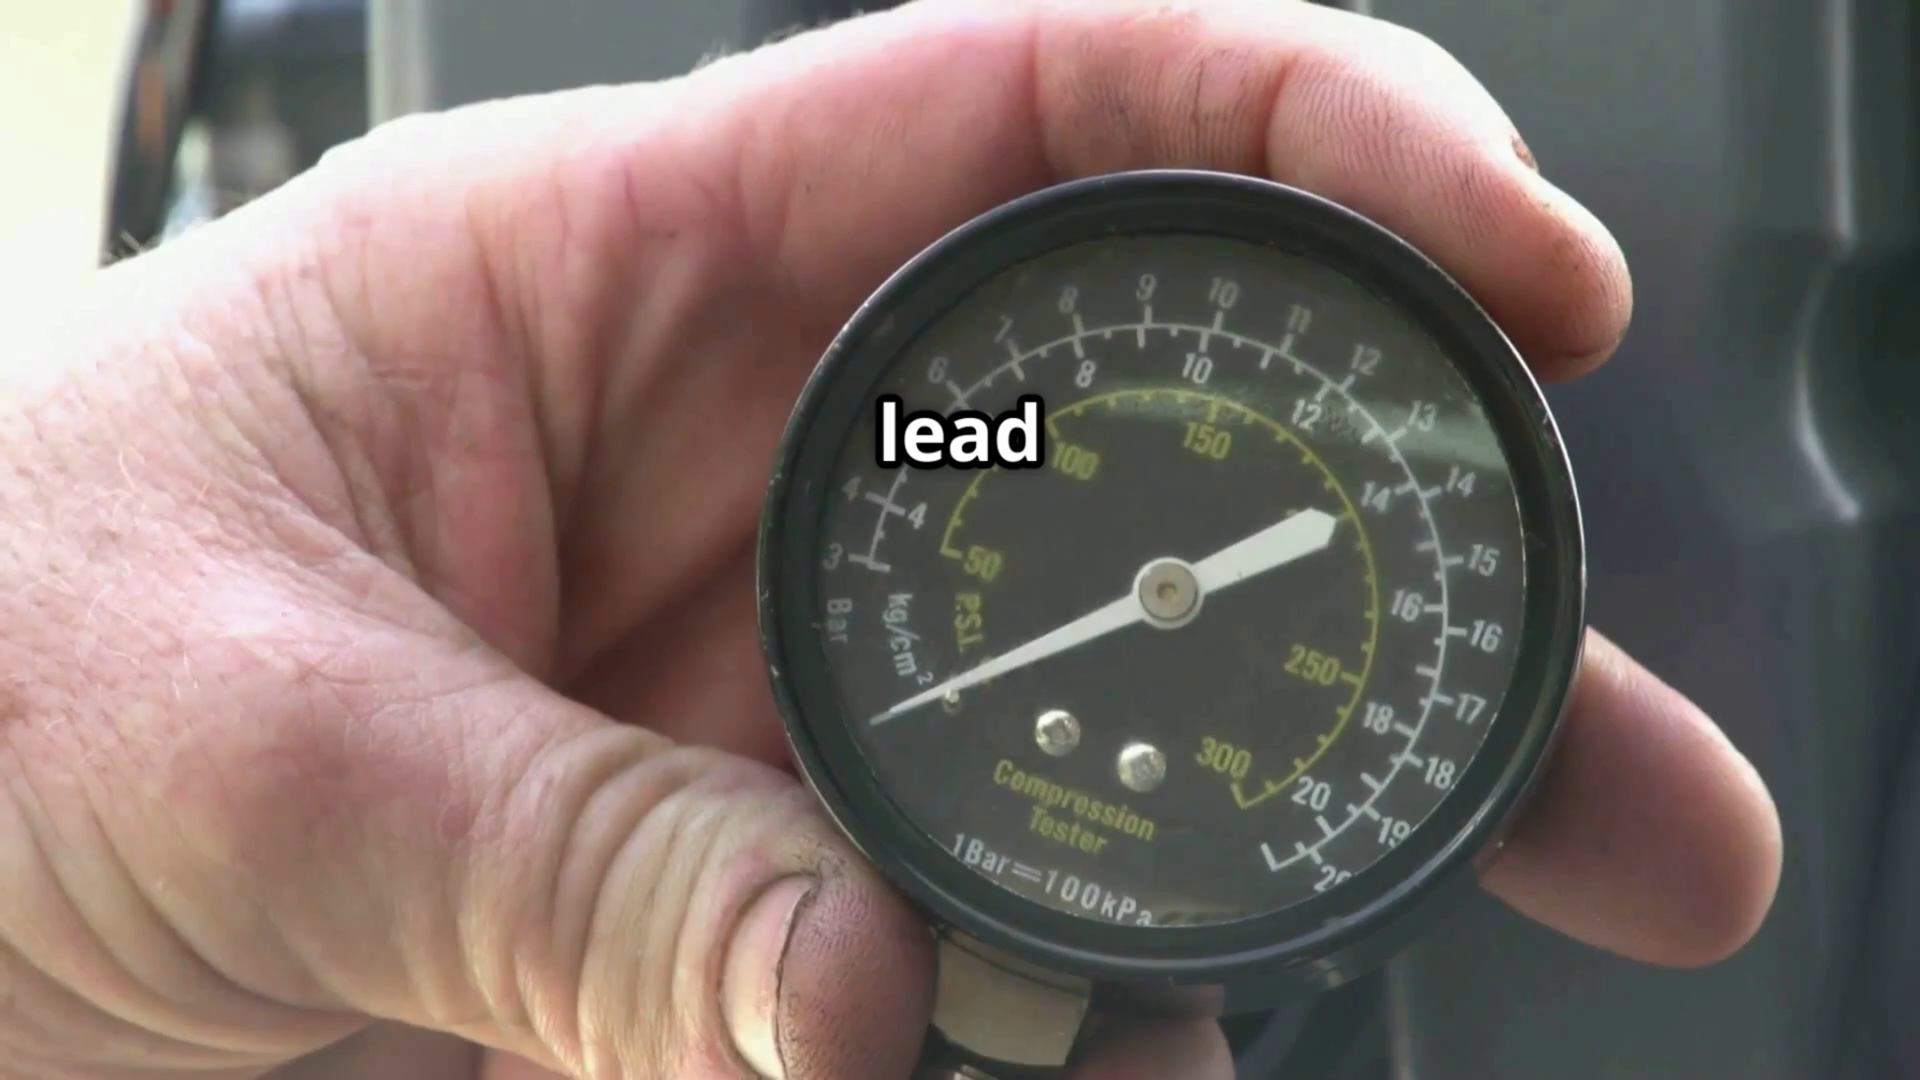 lead
3 4 6 7 8 9 10 11 12 13 14 15 16 17 18 19
Bar
4 8 10 12 14 16 18 20
kg/cm²
50 100 150 250 300
P.S.I.
Compression
Tester
1Bar=100kPa